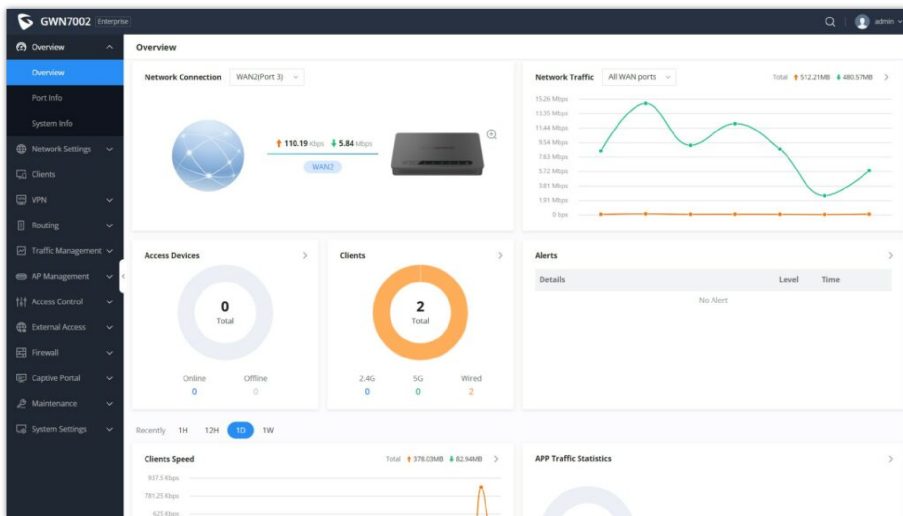 GWN7002 Enterprise
admin
Overview
Overview
Port Info
System Info
Network Settings
Clients
VPN
Routing
Traffic Management
AP Management
Access Control
External Access
Firewall
Captive Portal
Maintenance
System Settings
Overview
Network Connection WAN2(Port 3)
110.19 Kbps 5.84 Mbps
WAN2
Network Traffic All WAN ports Total 512.21MB 480.57MB
15.26 Mbps
13.35 Mbps
11.44 Mbps
9.54 Mbps
7.63 Mbps
5.72 Mbps
3.81 Mbps
1.91 Mbps
0 bps
Access Devices
0
Total
Online Offline
0 0
Clients
2
Total
2.4G 5G Wired
0 0 2
Alerts
Details Level Time
No Alert
Recently 1H 12H 1D 1W
Clients Speed Total 378.03MB 82.94MB
937.5 Kbps
781.25 Kbps
625 Kbps
APP Traffic Statistics